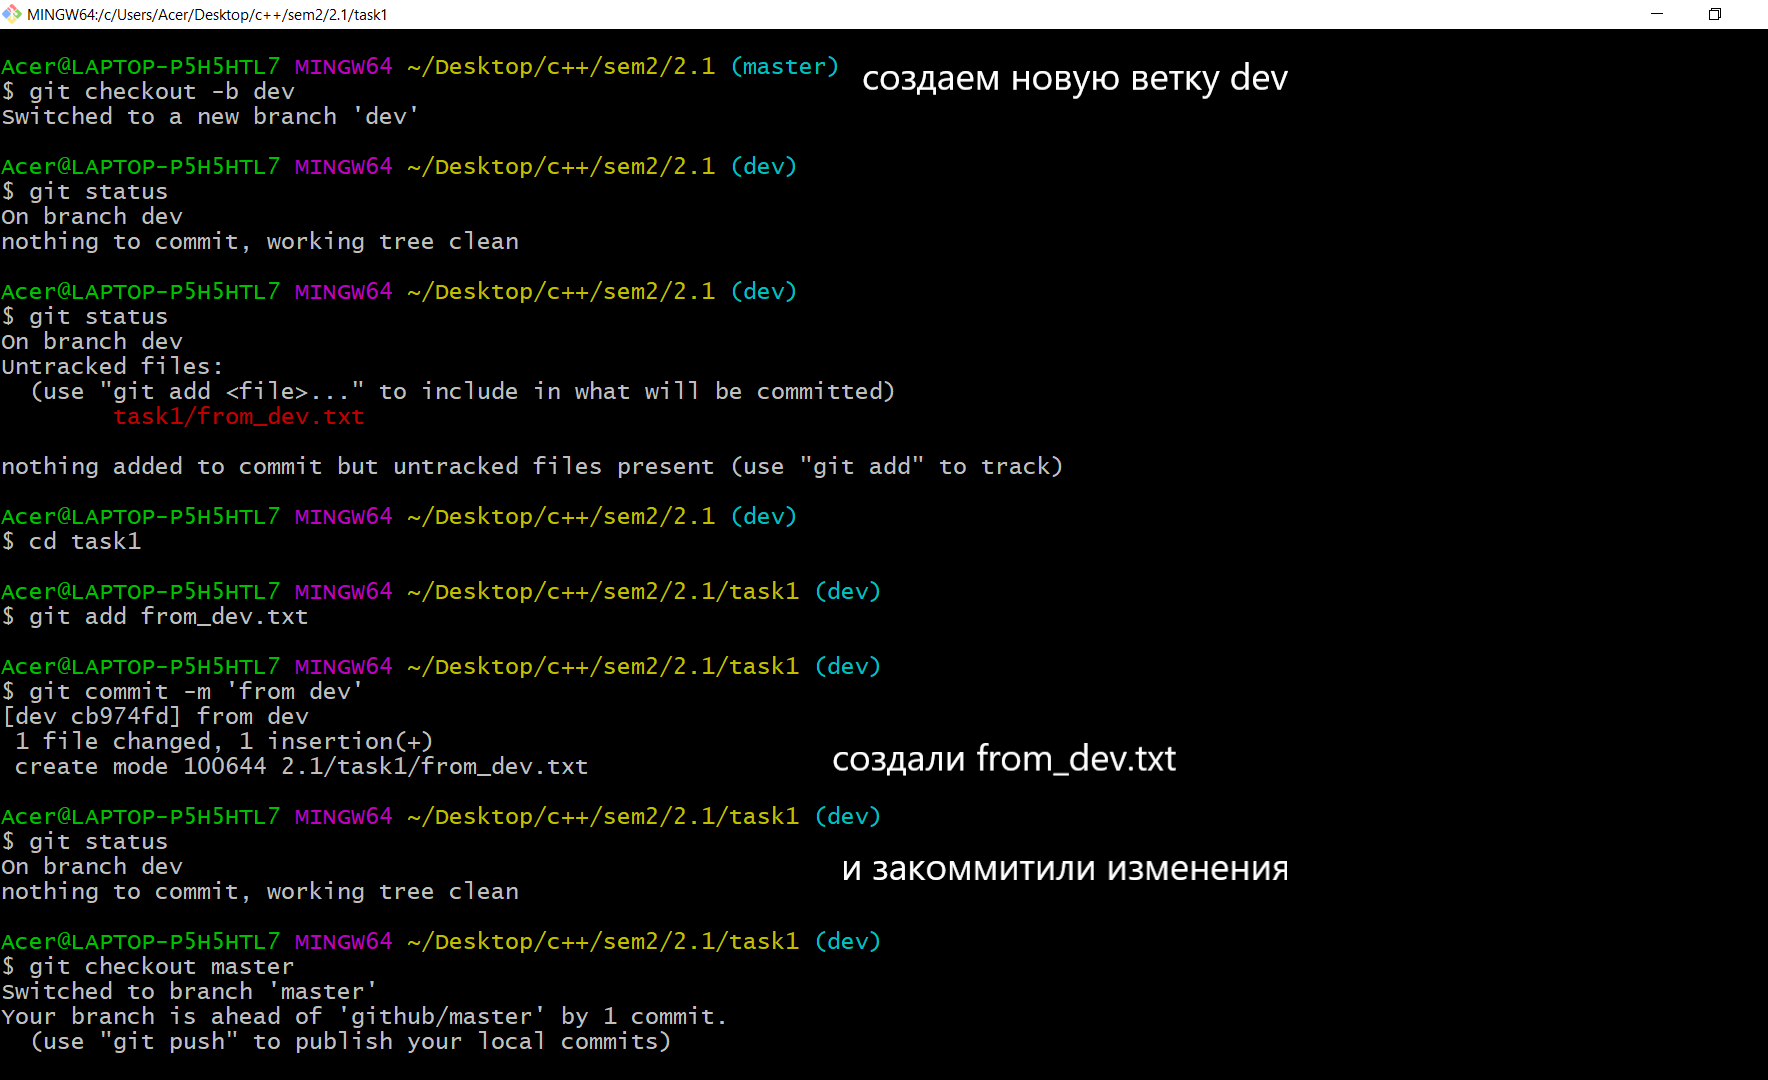 MINGW64:/c/Users/Acer/Desktop/c++/sem2/2.1/task1
Acer@LAPTOP-P5H5HTL7 MINGW64 ~/Desktop/c++/sem2/2.1 (master)
создаем новую ветку dev
$ git checkout -b dev
Switched to a new branch 'dev'
Acer@LAPTOP-P5H5HTL7 MINGW64 ~/Desktop/c++/sem2/2.1 (dev)
$ git status
On branch dev
nothing to commit, working tree clean
Acer@LAPTOP-P5H5HTL7 MINGW64 ~/Desktop/c++/sem2/2.1 (dev)
$ git status
On branch dev
Untracked files:
  (use "git add <file>..." to include in what will be committed)
        task1/from_dev.txt
nothing added to commit but untracked files present (use "git add" to track)
Acer@LAPTOP-P5H5HTL7 MINGW64 ~/Desktop/c++/sem2/2.1 (dev)
$ cd task1
Acer@LAPTOP-P5H5HTL7 MINGW64 ~/Desktop/c++/sem2/2.1/task1 (dev)
$ git add from_dev.txt
Acer@LAPTOP-P5H5HTL7 MINGW64 ~/Desktop/c++/sem2/2.1/task1 (dev)
$ git commit -m 'from dev'
[dev cb974fd] from dev
 1 file changed, 1 insertion(+)
 create mode 100644 2.1/task1/from_dev.txt
создали from_dev.txt
Acer@LAPTOP-P5H5HTL7 MINGW64 ~/Desktop/c++/sem2/2.1/task1 (dev)
$ git status
On branch dev
и закоммитили изменения
nothing to commit, working tree clean
Acer@LAPTOP-P5H5HTL7 MINGW64 ~/Desktop/c++/sem2/2.1/task1 (dev)
$ git checkout master
Switched to branch 'master'
Your branch is ahead of 'github/master' by 1 commit.
  (use "git push" to publish your local commits)